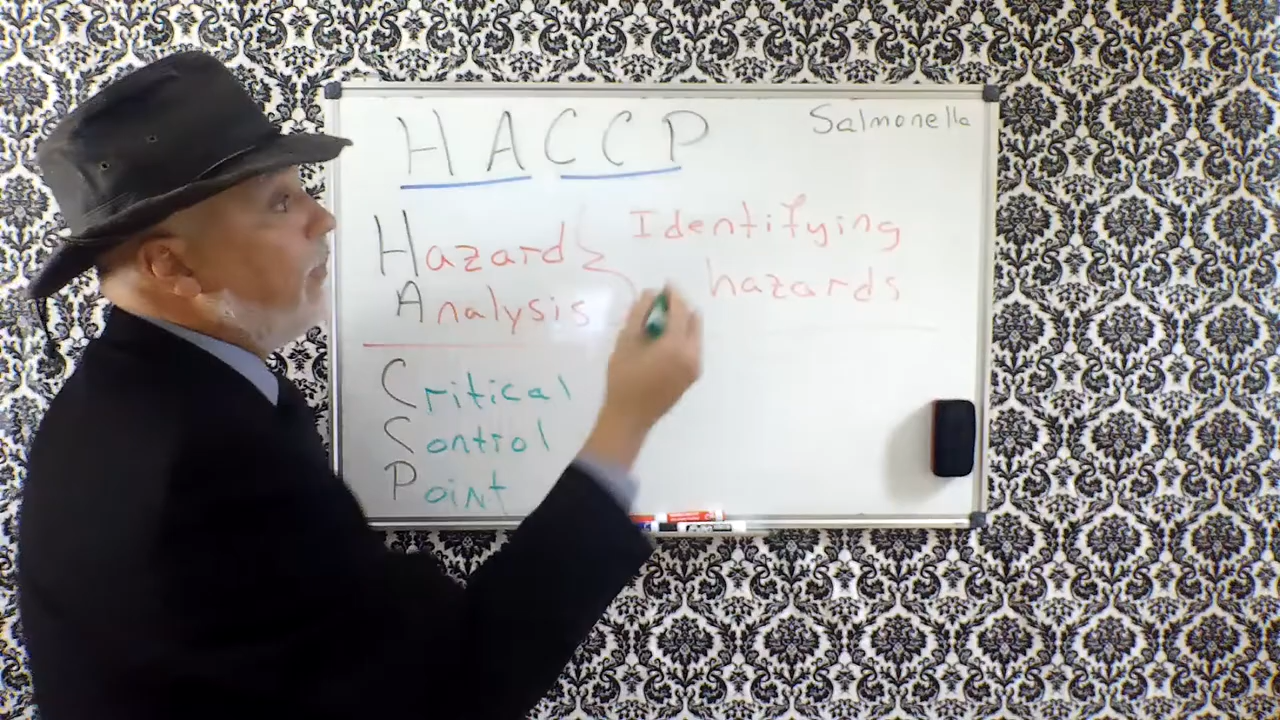 HACCP
Salmonella
Hazard
Analysis
Identifying
hazards
Critical
Control
Point